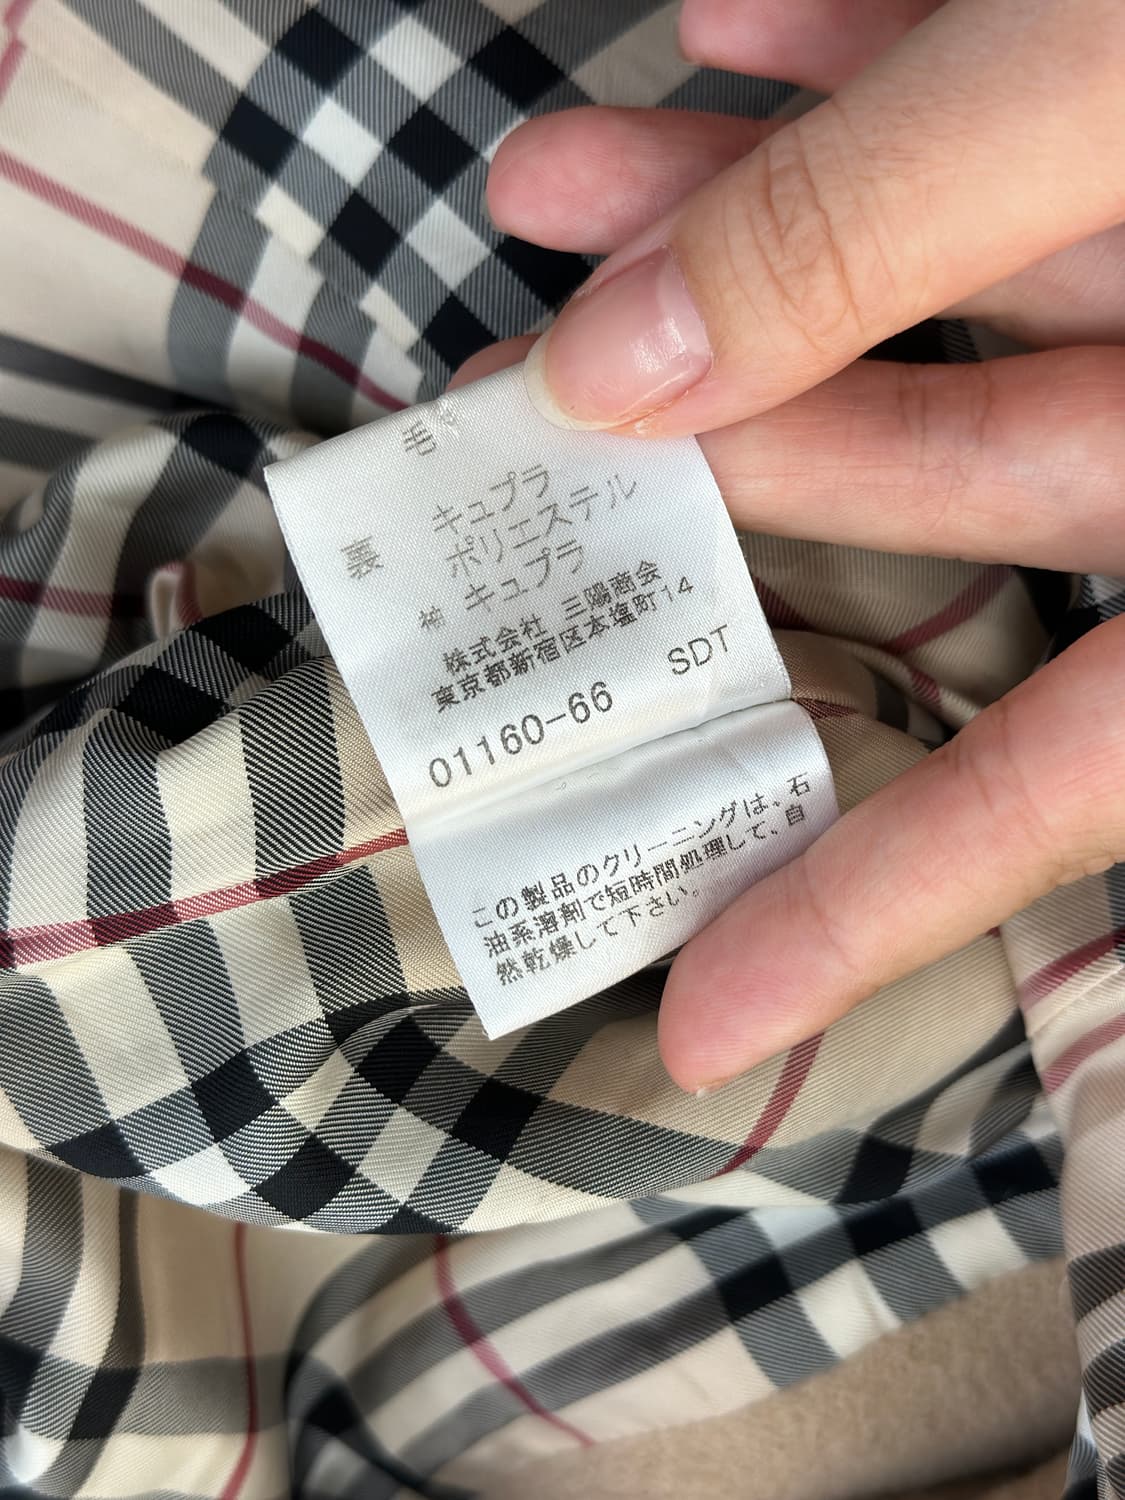 毛
キュプラ
裏 ポリエステル
袖 キュプラ
株式会社 三陽商会
東京都新宿区本塩町14
SDT
01160-66
この製品のクリーニングは、石
油系溶剤で短時間処理して、自
然乾燥して下さい。